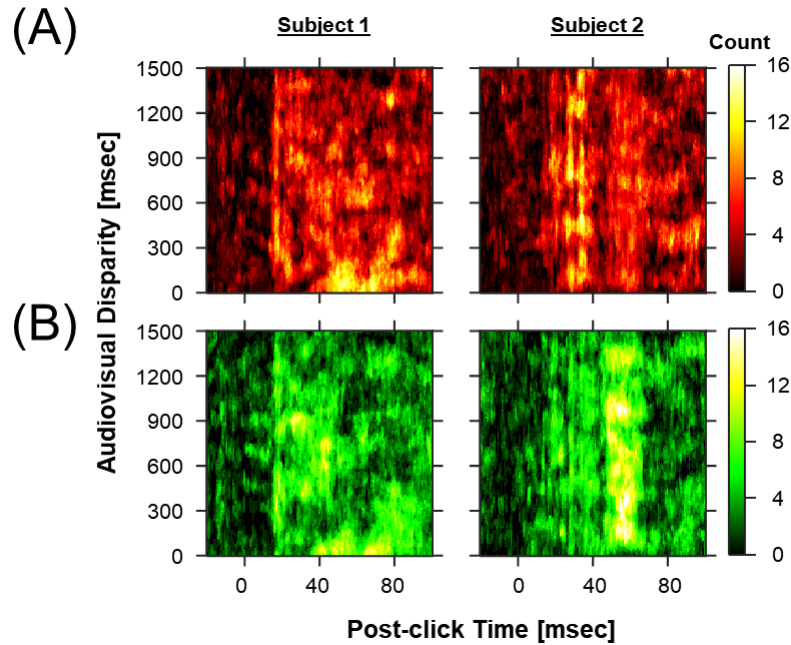 (A)
Subject 1
Subject 2
Count
1500
1200
900
600
300
0
16
12
8
4
0
(B)
1500
1200
900
600
300
0
16
12
8
4
0
Audiovisual Disparity [msec]
0 40 80
0 40 80
Post-click Time [msec]